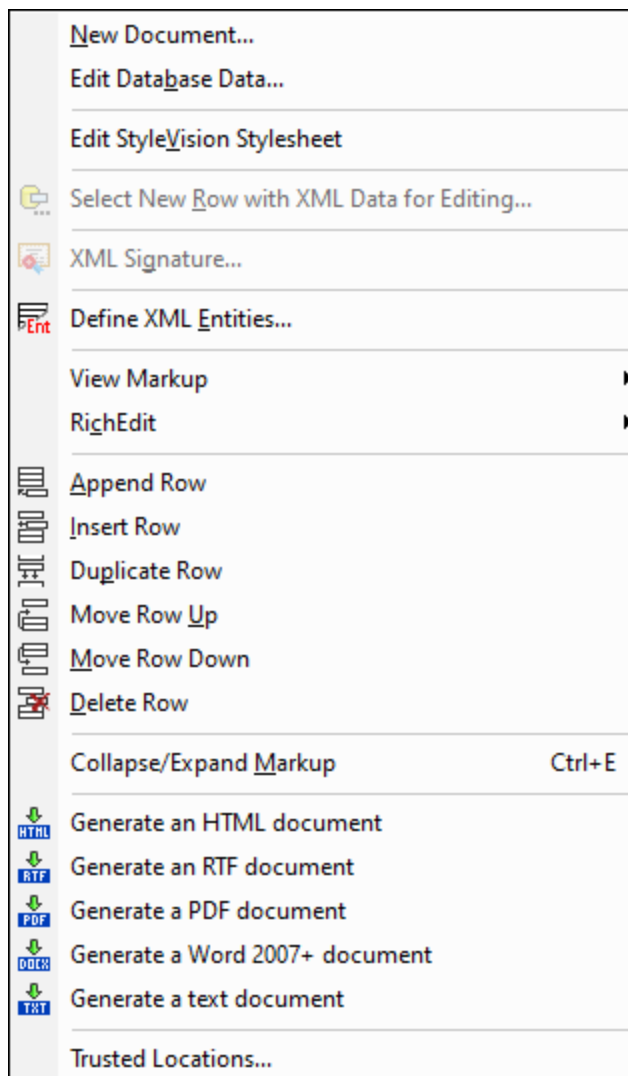 New Document...
Edit Database Data...
Edit StyleVision Stylesheet
Select New Row with XML Data for Editing...
XML Signature...
Ent Define XML Entities...
View Markup
RichEdit
Append Row
Insert Row
Duplicate Row
Move Row Up
Move Row Down
Delete Row
Collapse/Expand Markup Ctrl+E
HTML Generate an HTML document
RTF Generate an RTF document
PDF Generate a PDF document
DOCX Generate a Word 2007+ document
TXT Generate a text document
Trusted Locations...